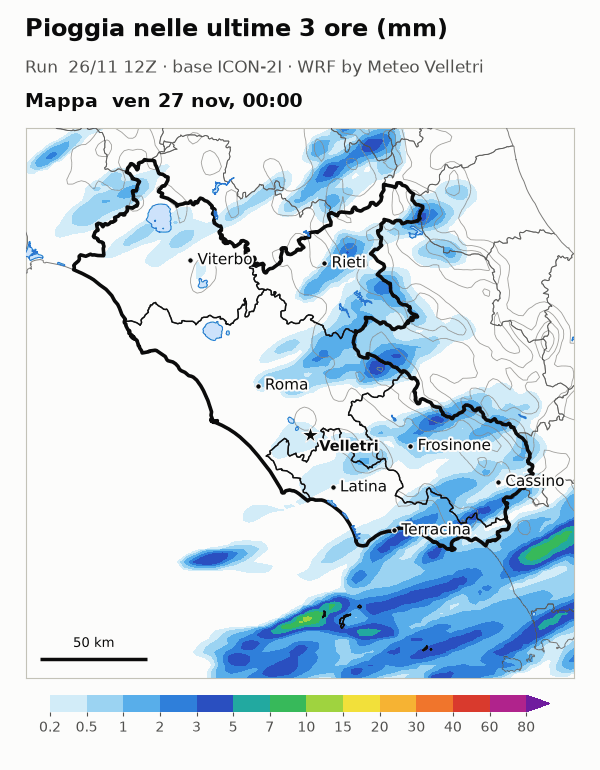 Pioggia nelle ultime 3 ore (mm)
Run  26/11 12Z · base ICON-2I · WRF by Meteo Velletri
Mappa  ven 27 nov, 00:00
Viterbo
Rieti
Roma
Velletri
Frosinone
Latina
Cassino
Terracina
50 km
0.2 0.5 1 2 3 5 7 10 15 20 30 40 60 80